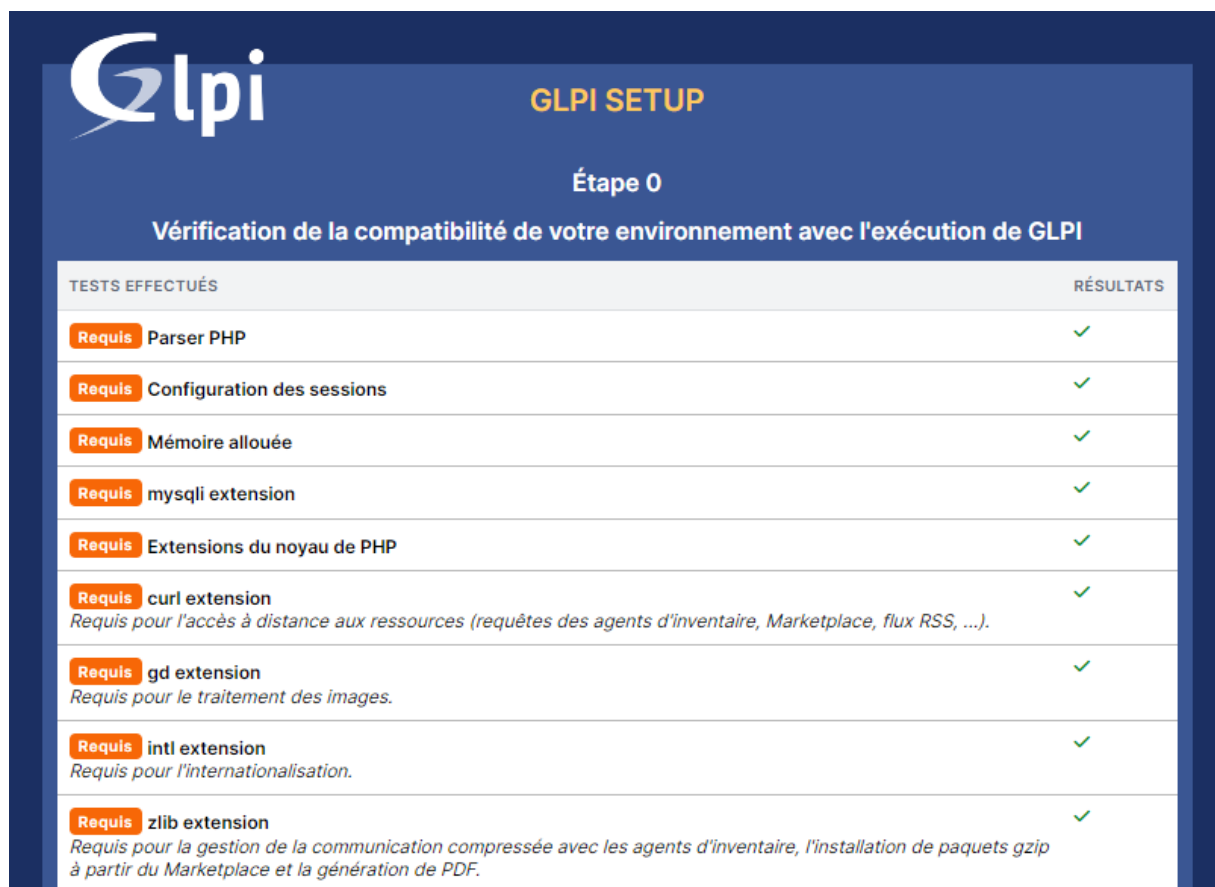 Glpi
GLPI SETUP
Étape 0
Vérification de la compatibilité de votre environnement avec l'exécution de GLPI
TESTS EFFECTUÉS RÉSULTATS
Requis Parser PHP
Requis Configuration des sessions
Requis Mémoire allouée
Requis mysqli extension
Requis Extensions du noyau de PHP
Requis curl extension
Requis pour l'accès à distance aux ressources (requêtes des agents d'inventaire, Marketplace, flux RSS, ...).
Requis gd extension
Requis pour le traitement des images.
Requis intl extension
Requis pour l'internationalisation.
Requis zlib extension
Requis pour la gestion de la communication compressée avec les agents d'inventaire, l'installation de paquets gzip
à partir du Marketplace et la génération de PDF.